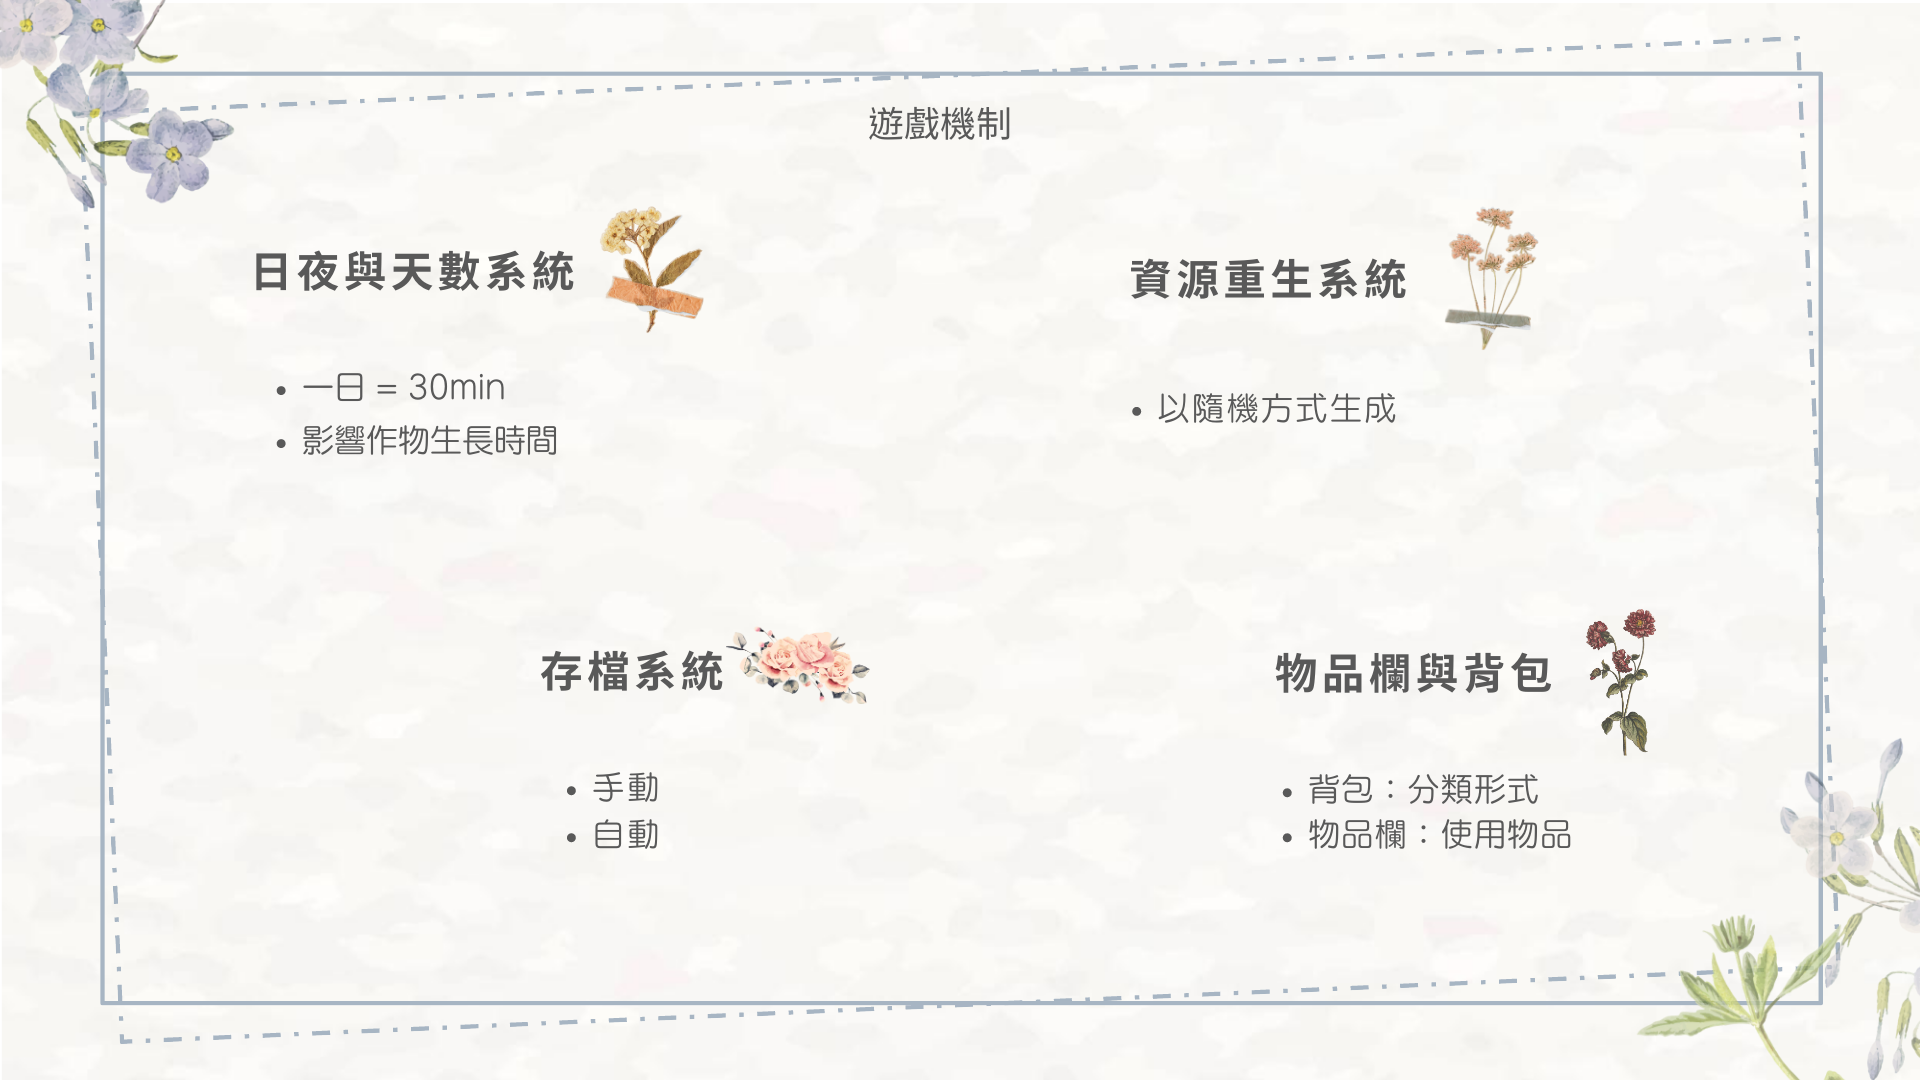 遊戲機制
日夜與天數系統
• 一日 = 30min
• 影響作物生長時間
資源重生系統
• 以隨機方式生成
存檔系統
• 手動
• 自動
物品欄與背包
• 背包：分類形式
• 物品欄：使用物品